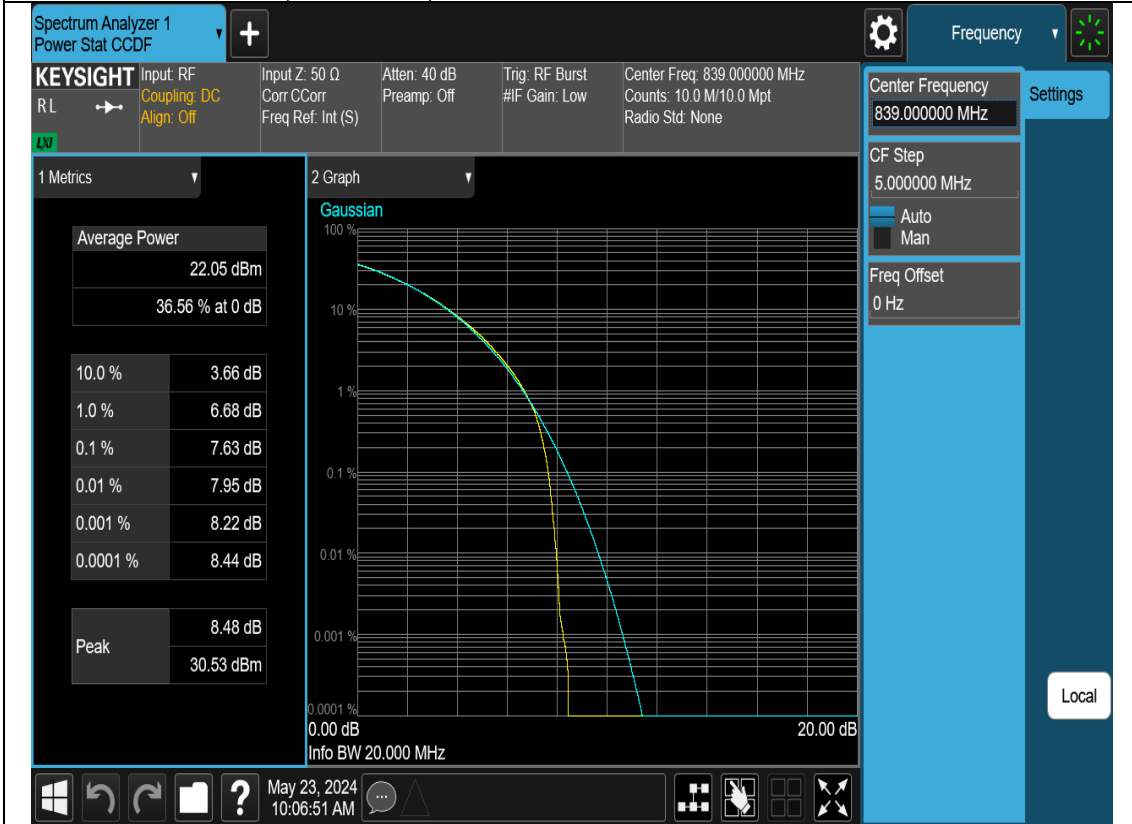 Spectrum Analyzer 1
Power Stat CCDF
+
Frequency
KEYSIGHT
RL
LXI
Input: RF
Coupling: DC
Align: Off
Input Z: 50 Ω
Corr CCorr
Freq Ref: Int (S)
Atten: 40 dB
Preamp: Off
Trig: RF Burst
#IF Gain: Low
Center Freq: 839.000000 MHz
Counts: 10.0 M/10.0 Mpt
Radio Std: None
Center Frequency
839.000000 MHz
Settings
CF Step
5.000000 MHz
Auto
Man
Freq Offset
0 Hz
Local
1 Metrics
Average Power
22.05 dBm
36.56 % at 0 dB
10.0 % 3.66 dB
1.0 % 6.68 dB
0.1 % 7.63 dB
0.01 % 7.95 dB
0.001 % 8.22 dB
0.0001 % 8.44 dB
Peak 8.48 dB
30.53 dBm
2 Graph
Gaussian
100 %
10 %
1 %
0.1 %
0.01 %
0.001 %
0.0001 %
0.00 dB 20.00 dB
Info BW 20.000 MHz
?
May 23, 2024
10:06:51 AM